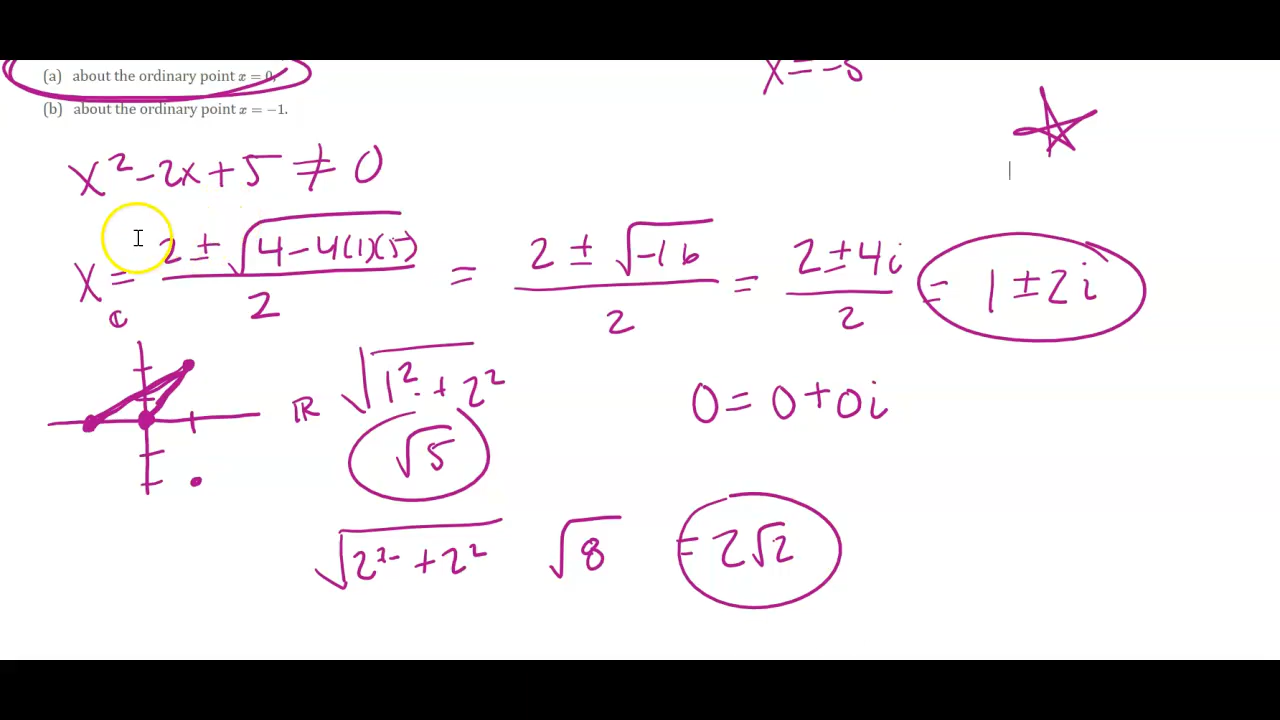 (a) about the ordinary point x = 0.
x = -5
(b) about the ordinary point x = −1.
x² - 2x + 5 ≠ 0
x = (2 ± √(4 - 4(1)(5)))/2 = (2 ± √-16)/2 = (2 ± 4i)/2 = 1 ± 2i
ℝ √(1² + 2²)
0 = 0 + 0i
√5
√(2² + 2²) √8 = 2√2